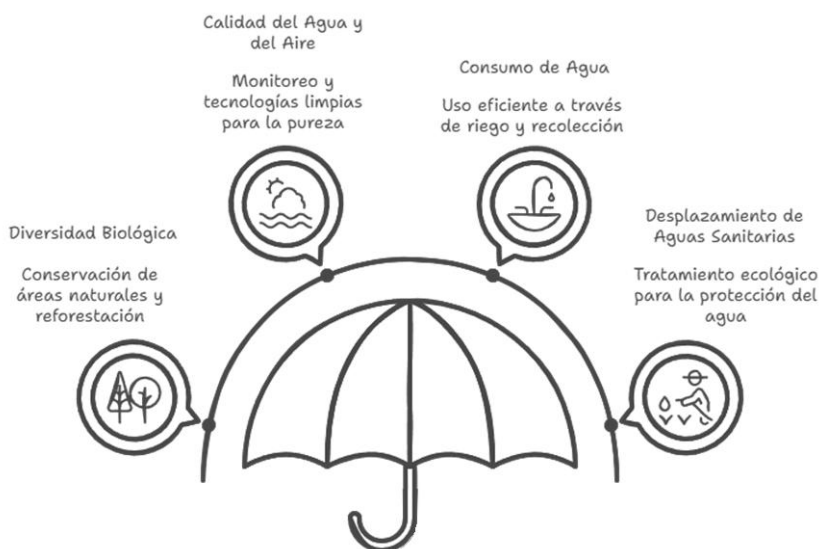 Calidad del Agua y
del Aire
Monitoreo y
tecnologías limpias
para la pureza
Consumo de Agua
Uso eficiente a través
de riego y recolección
Diversidad Biológica
Conservación de
áreas naturales y
reforestación
Desplazamiento de
Aguas Sanitarias
Tratamiento ecológico
para la protección del
agua